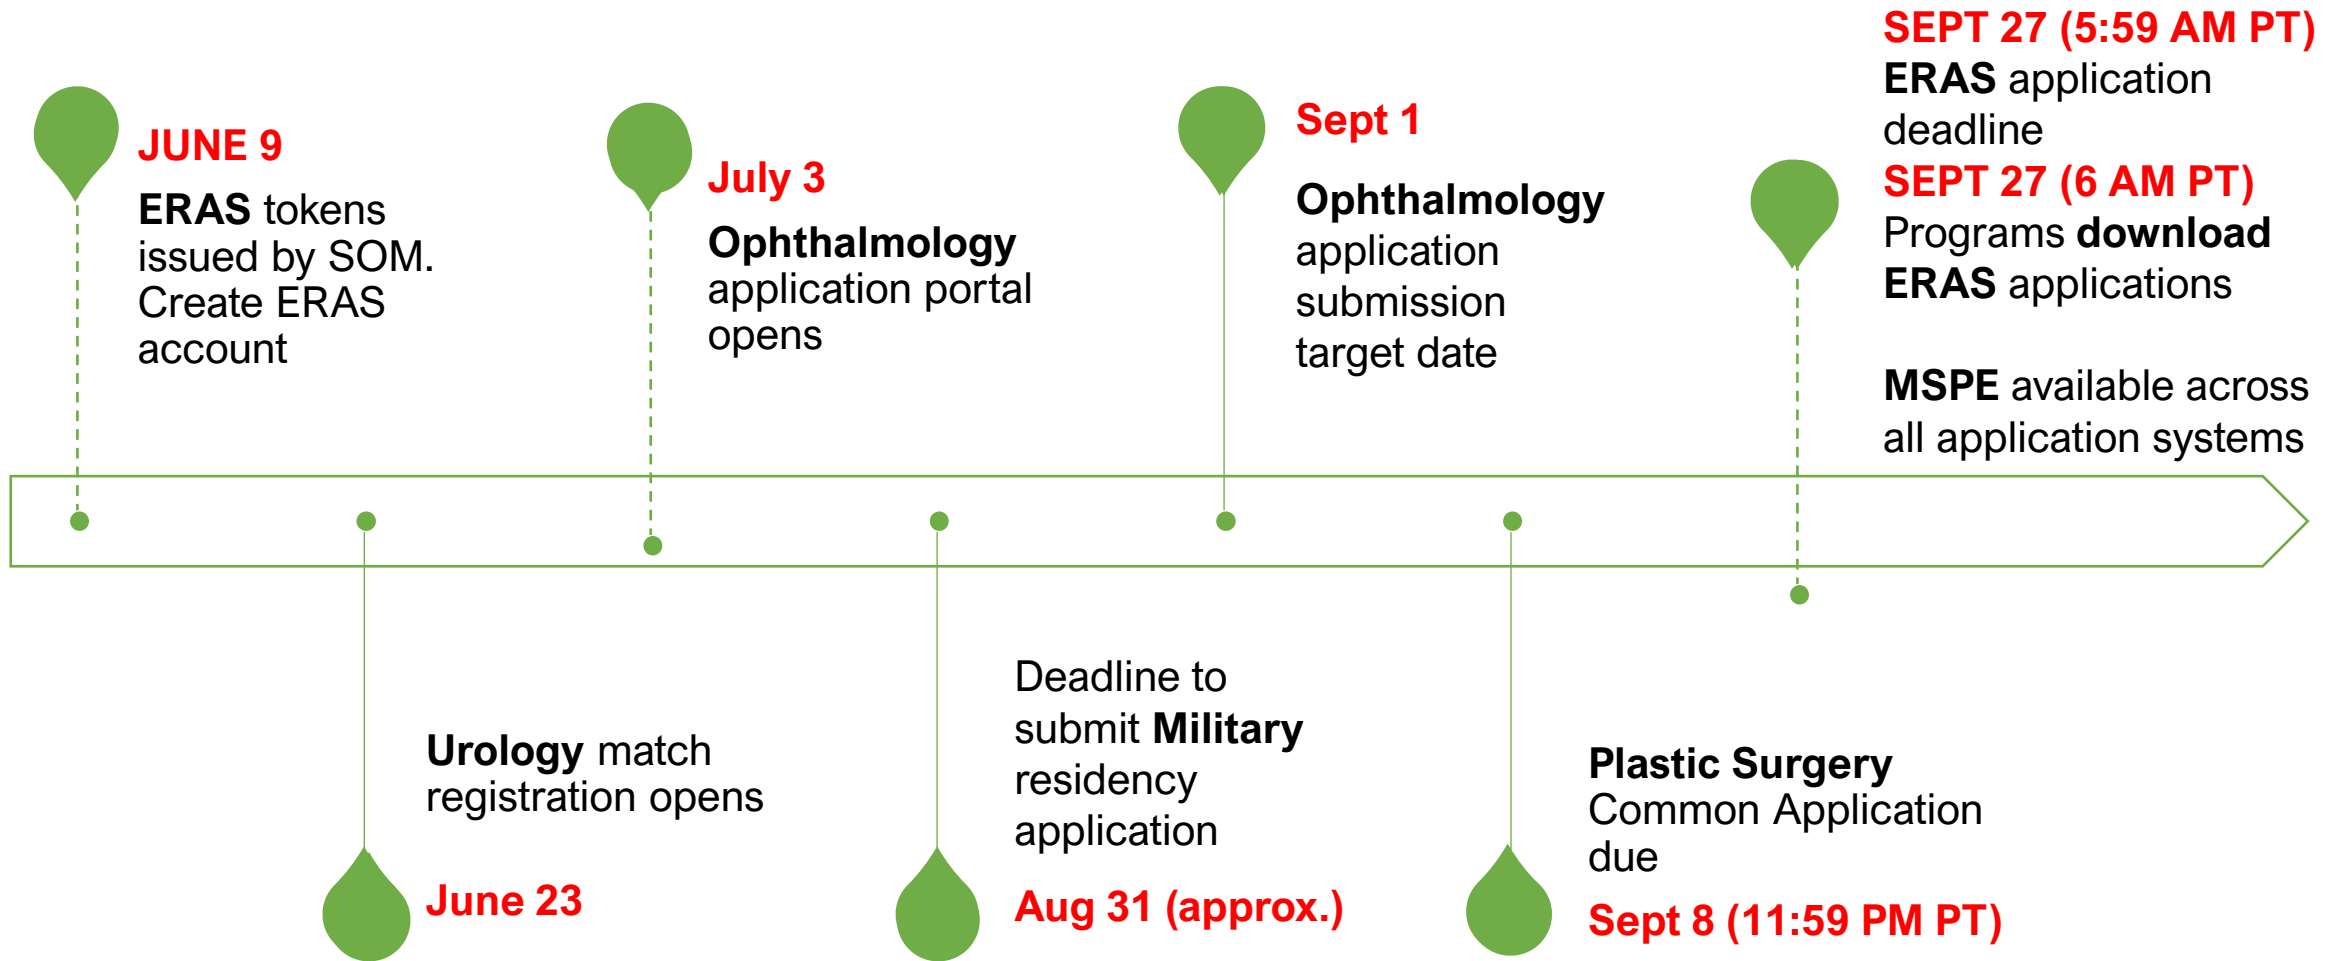 JUNE 9
ERAS tokens
issued by SOM.
Create ERAS
account
Urology match
registration opens
June 23
July 3
Ophthalmology
application portal
opens
Deadline to
submit Military
residency
application
Aug 31 (approx.)
Sept 1
Ophthalmology
application
submission
target date
Plastic Surgery
Common Application
due
Sept 8 (11:59 PM PT)
SEPT 27 (5:59 AM PT)
ERAS application
deadline
SEPT 27 (6 AM PT)
Programs download
ERAS applications
MSPE available across
all application systems